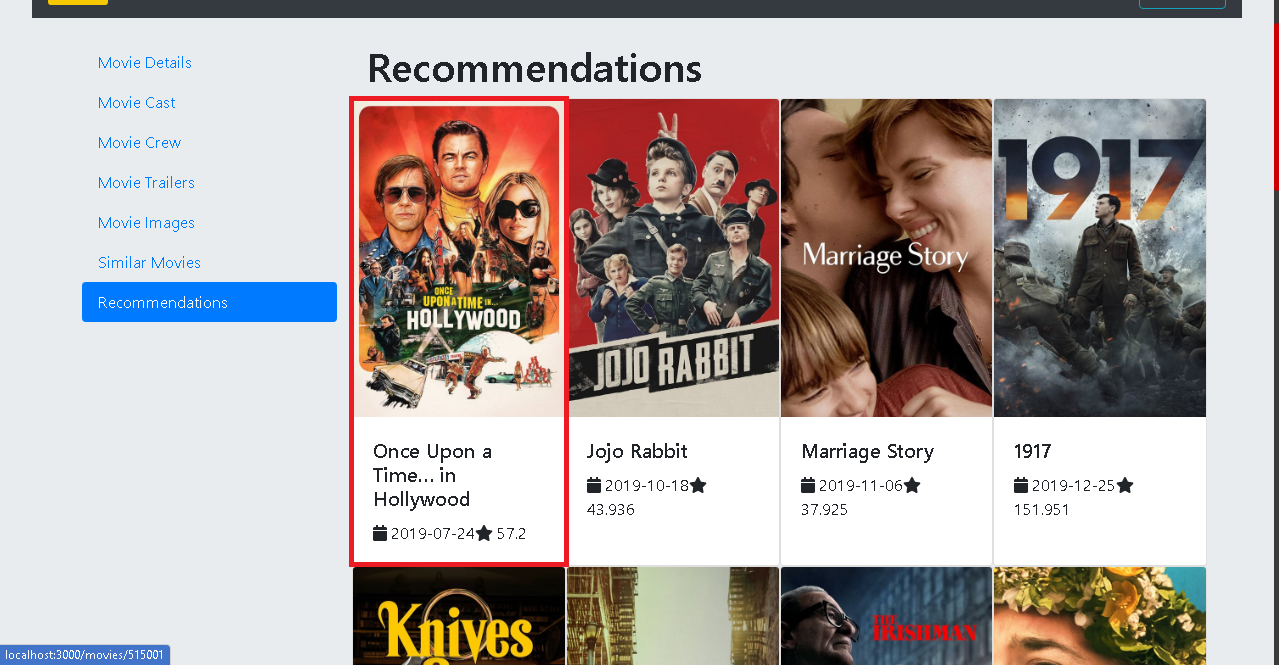 Recommendations
Movie Details
Movie Cast
Movie Crew
Movie Trailers
Movie Images
Similar Movies
Recommendations
ONCE
UPON A TIME IN...
HOLLYWOOD
JOJO RABBIT
Marriage Story
1917
Once Upon a
Time... in
Hollywood
2019-07-24 57.2
Jojo Rabbit
2019-10-18
43.936
Marriage Story
2019-11-06
37.925
1917
2019-12-25
151.951
Knives
THE
IRISHMAN
localhost:3000/movies/515001